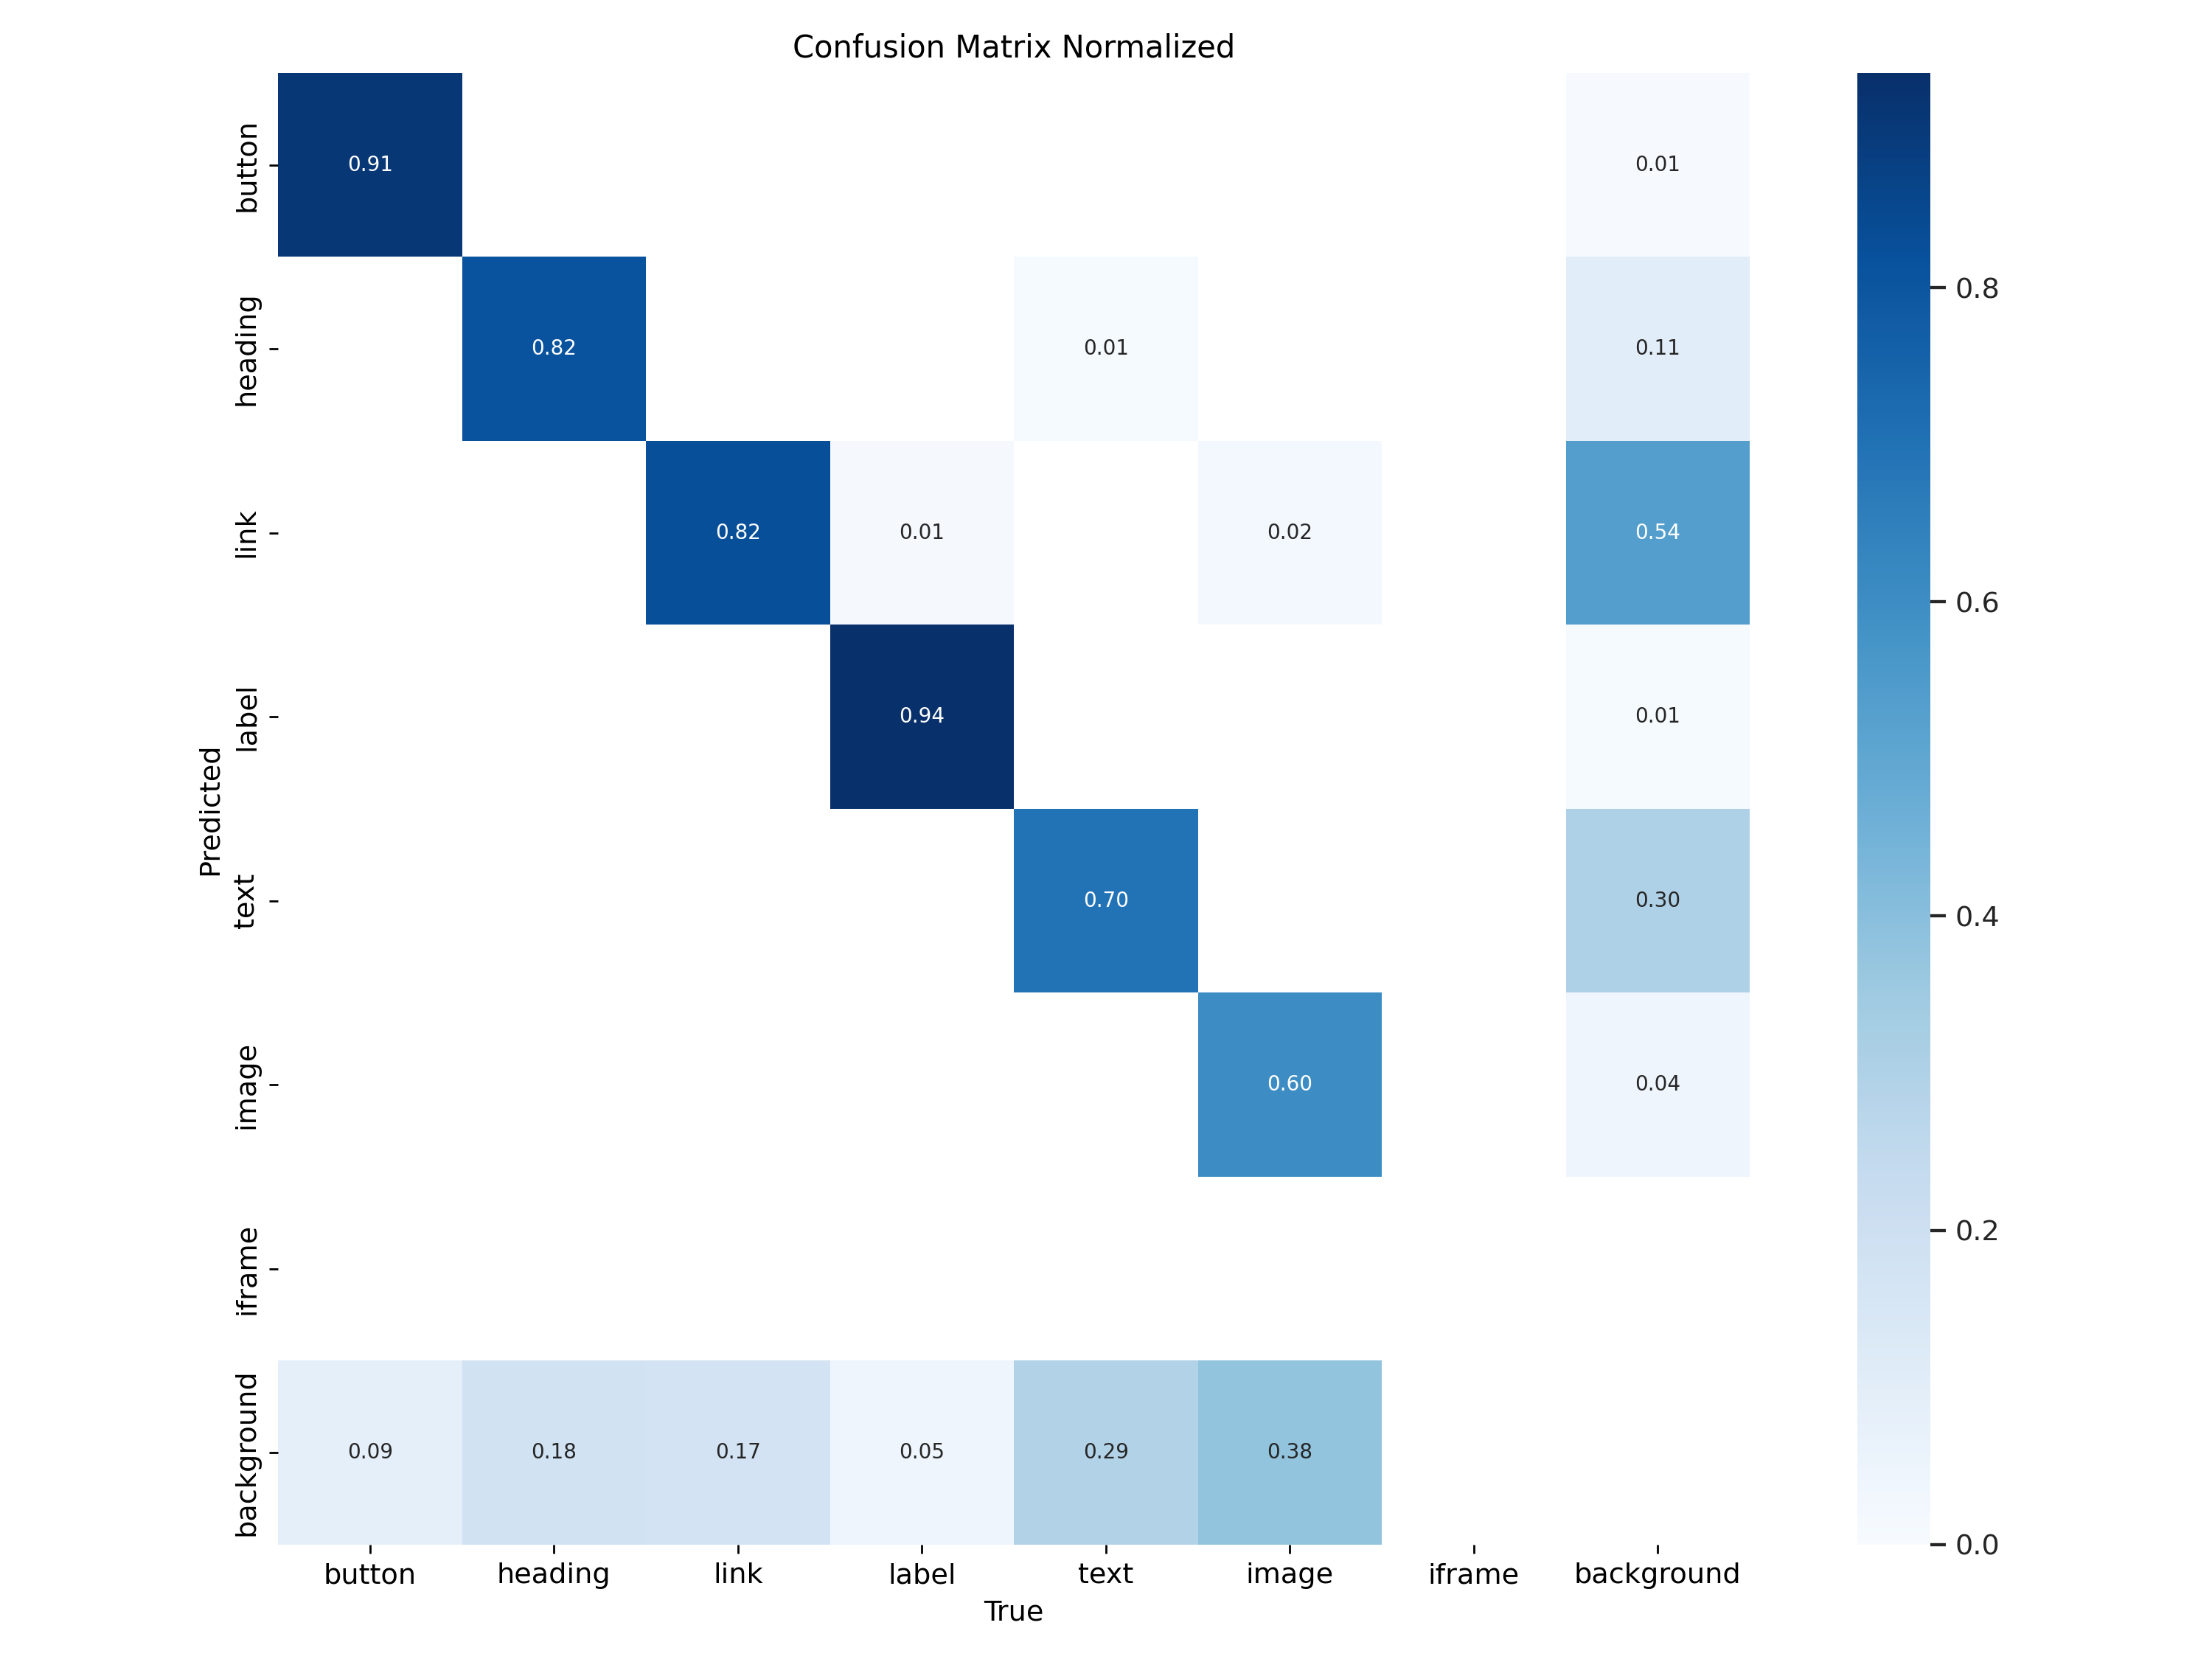 Confusion Matrix Normalized
button
0.91
0.01
heading
0.82
0.01
0.11
link
0.82
0.01
0.02
0.54
label
0.94
0.01
text
0.70
0.30
image
0.60
0.04
iframe
background
0.09
0.18
0.17
0.05
0.29
0.38
Predicted
button
heading
link
label
text
image
iframe
background
True
0.8
0.6
0.4
0.2
0.0